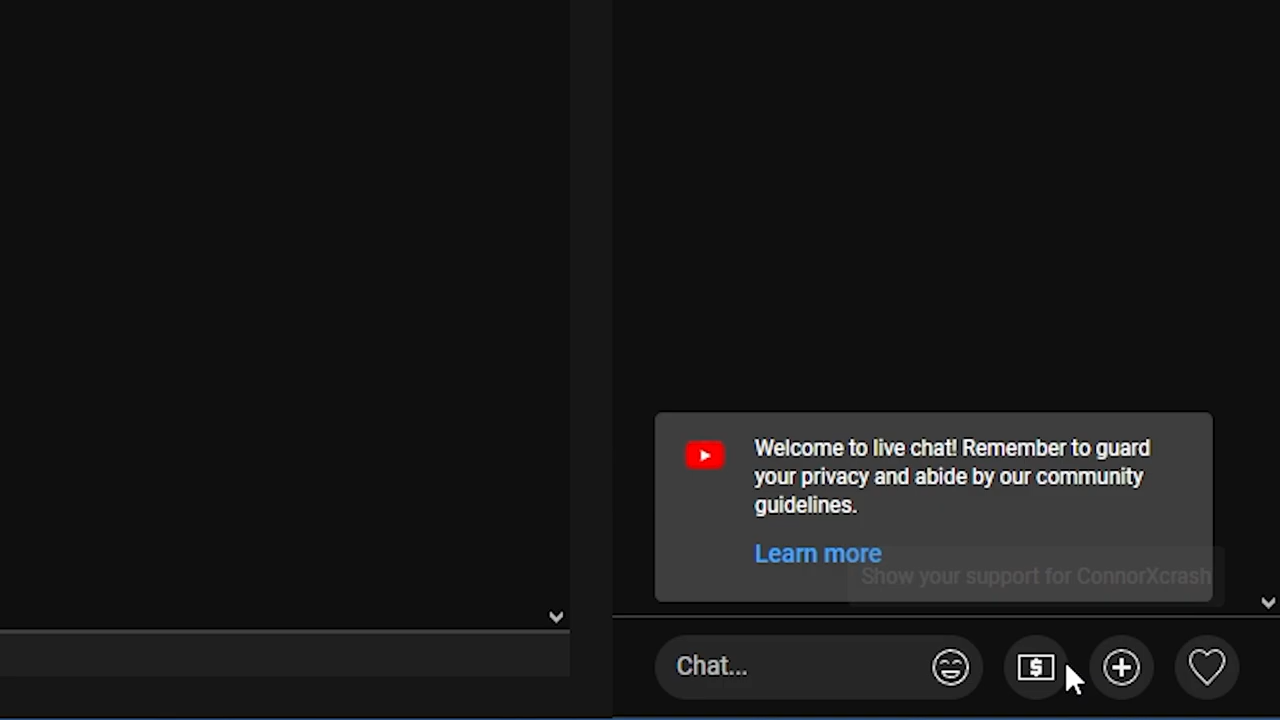 Welcome to live chat! Remember to guard
your privacy and abide by our community
guidelines.
Learn more
Show your support for ConnorXcrash
Chat...